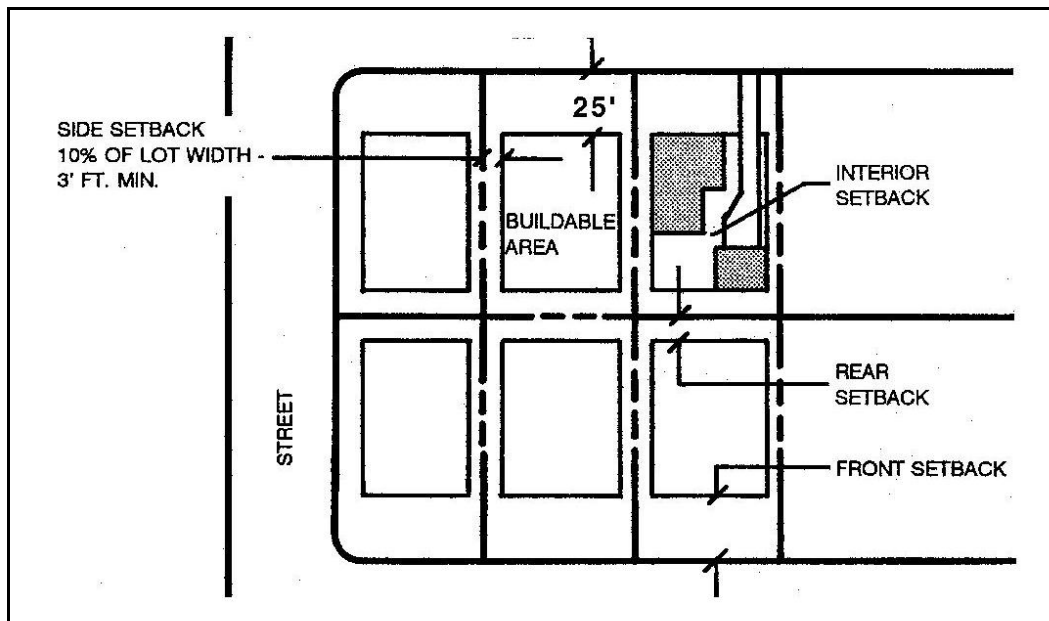 25'
SIDE SETBACK
10% OF LOT WIDTH -
3' FT. MIN.
INTERIOR
SETBACK
BUILDABLE
AREA
REAR
SETBACK
STREET
FRONT SETBACK